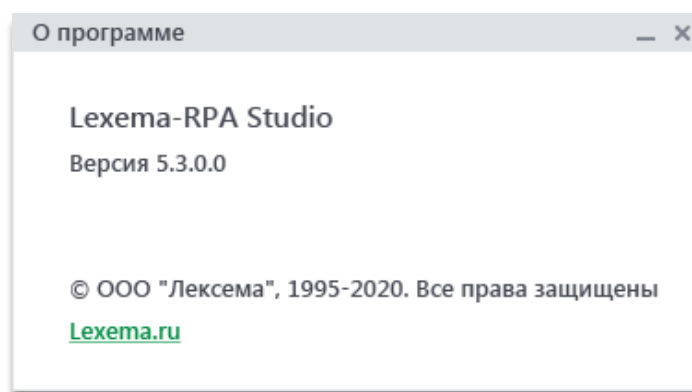 О программе
Lexema-RPA Studio
Версия 5.3.0.0
© ООО "Лексема", 1995-2020. Все права защищены
Lexema.ru